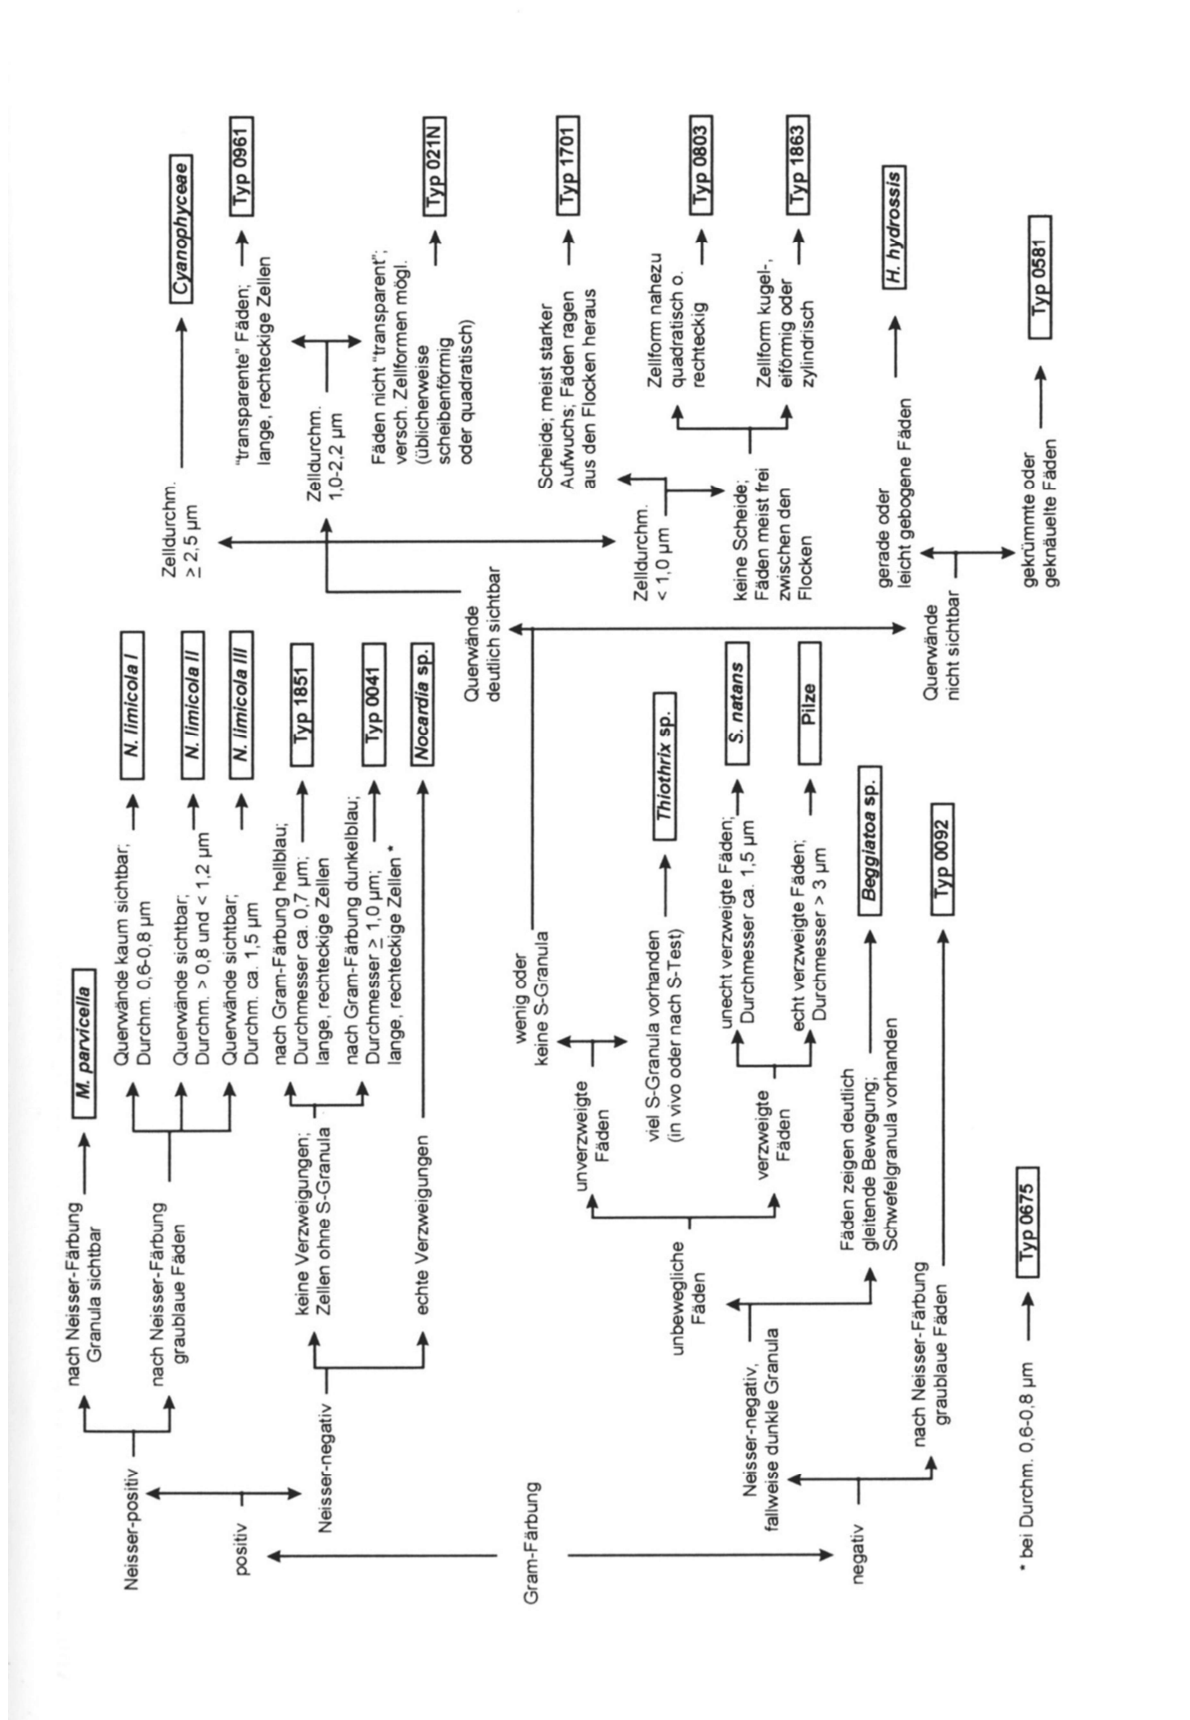 Gram-Färbung
positiv
Neisser-positiv
nach Neisser-Färbung
Granula sichtbar
M. parvicella
nach Neisser-Färbung
graublaue Fäden
Querwände kaum sichtbar;
Durchm. 0,6-0,8 µm
N. limicola I
Querwände sichtbar;
Durchm. > 0,8 und < 1,2 µm
N. limicola II
Querwände sichtbar;
Durchm. ca. 1,5 µm
N. limicola III
Neisser-negativ
keine Verzweigungen;
Zellen ohne S-Granula
nach Gram-Färbung hellblau;
Durchmesser ca. 0,7 µm;
lange, rechteckige Zellen
Typ 1851
nach Gram-Färbung dunkelblau;
Durchmesser ≥ 1,0 µm;
lange, rechteckige Zellen *
Typ 0041
echte Verzweigungen
Nocardia sp.
negativ
Neisser-negativ,
fallweise dunkle Granula
unbewegliche
Fäden
unverzweigte
Fäden
wenig oder
keine S-Granula
Querwände
deutlich sichtbar
Zelldurchm.
≥ 2,5 µm
Cyanophyceae
Zelldurchm.
1,0-2,2 µm
"transparente" Fäden;
lange, rechteckige Zellen
Typ 0961
Fäden nicht "transparent";
versch. Zellformen mögl.
(üblicherweise
scheibenförmig
oder quadratisch)
Typ 021N
Zelldurchm.
< 1,0 µm
Scheide; meist starker
Aufwuchs; Fäden ragen
aus den Flocken heraus
Typ 1701
keine Scheide;
Fäden meist frei
zwischen den
Flocken
Zellform nahezu
quadratisch o.
rechteckig
Typ 0803
Zellform kugel-,
eiförmig oder
zylindrisch
Typ 1863
Querwände
nicht sichtbar
gerade oder
leicht gebogene Fäden
H. hydrossis
gekrümmte oder
geknäuelte Fäden
Typ 0581
viel S-Granula vorhanden
(in vivo oder nach S-Test)
Thiothrix sp.
verzweigte
Fäden
unecht verzweigte Fäden;
Durchmesser ca. 1,5 µm
S. natans
echt verzweigte Fäden;
Durchmesser > 3 µm
Pilze
Fäden zeigen deutlich
gleitende Bewegung;
Schwefelgranula vorhanden
Beggiatoa sp.
nach Neisser-Färbung
graublaue Fäden
Typ 0092
* bei Durchm. 0,6-0,8 µm
Typ 0675